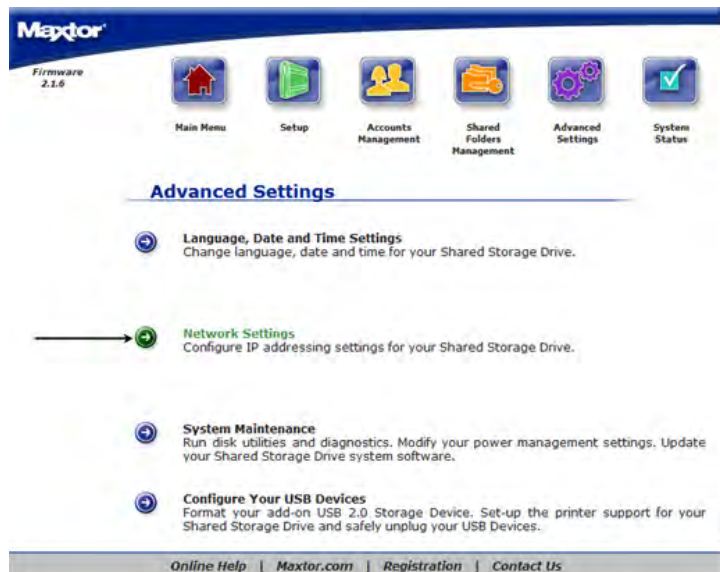 Maxtor
Firmware
2.1.6
Main Menu
Setup
Accounts
Management
Shared
Folders
Management
Advanced
Settings
System
Status
Advanced Settings
Language, Date and Time Settings
Change language, date and time for your Shared Storage Drive.
Network Settings
Configure IP addressing settings for your Shared Storage Drive.
System Maintenance
Run disk utilities and diagnostics. Modify your power management settings. Update
your Shared Storage Drive system software.
Configure Your USB Devices
Format your add-on USB 2.0 Storage Device. Set-up the printer support for your
Shared Storage Drive and safely unplug your USB Devices.
Online Help | Maxtor.com | Registration | Contact Us